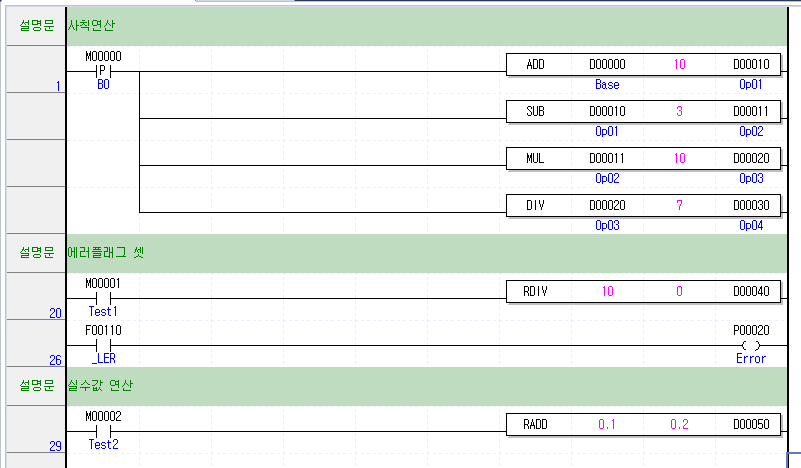 설명문 사칙연산
M00000
P ADD D00000 10 D00010
1 B0 Base Op01
SUB D00010 3 D00011
Op01 Op02
MUL D00011 10 D00020
Op02 Op03
DIV D00020 7 D00030
Op03 Op04
설명문 에러플래그 셋
M00001
RDIV 10 0 D00040
20 Test1
F00110 P00020
26 _LER Error
설명문 실수값 연산
M00002
RADD 0.1 0.2 D00050
29 Test2